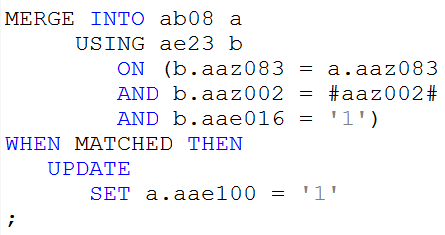 MERGE INTO ab08 a
USING ae23 b
ON (b.aaz083 = a.aaz083
AND b.aaz002 = #aaz002#
AND b.aae016 = '1')
WHEN MATCHED THEN
UPDATE
SET a.aae100 = '1'
;